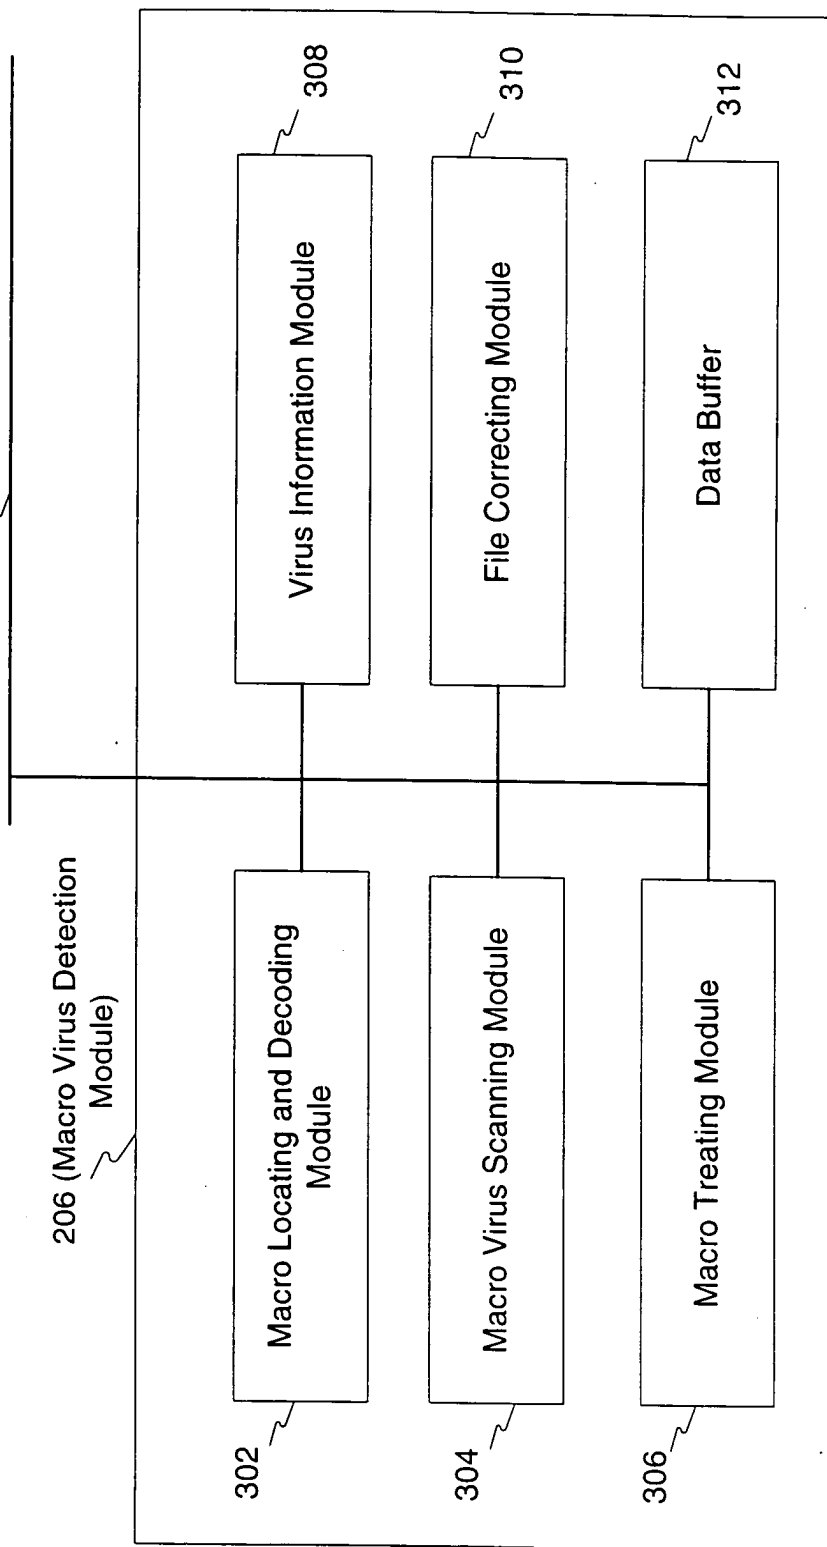 206 (Macro Virus Detection
Module)
302
Macro Locating and Decoding
Module
308
Virus Information Module
304
Macro Virus Scanning Module
310
File Correcting Module
306
Macro Treating Module
312
Data Buffer